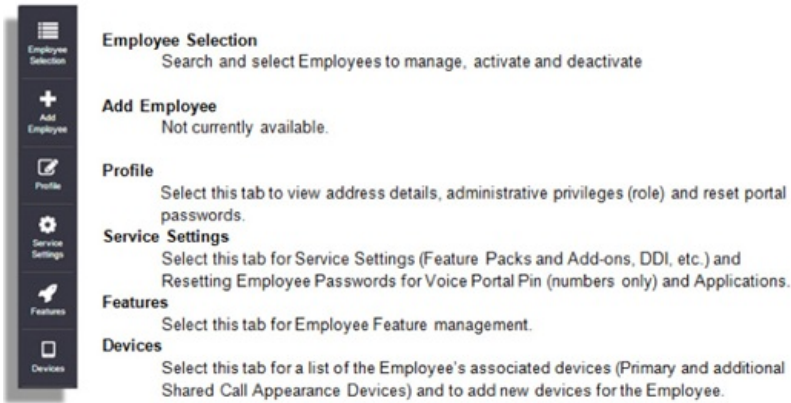 Employee
Selection
Employee Selection
Search and select Employees to manage, activate and deactivate
Add
Employee
Add Employee
Not currently available.
Profile
Profile
Select this tab to view address details, administrative privileges (role) and reset portal
passwords.
Service
Settings
Service Settings
Select this tab for Service Settings (Feature Packs and Add-ons, DDI, etc.) and
Resetting Employee Passwords for Voice Portal Pin (numbers only) and Applications.
Features
Features
Select this tab for Employee Feature management.
Devices
Devices
Select this tab for a list of the Employee's associated devices (Primary and additional
Shared Call Appearance Devices) and to add new devices for the Employee.